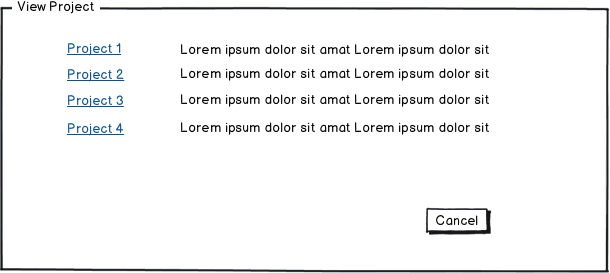 View Project
Project 1 Lorem ipsum dolor sit amat Lorem ipsum dolor sit
Project 2 Lorem ipsum dolor sit amat Lorem ipsum dolor sit
Project 3 Lorem ipsum dolor sit amat Lorem ipsum dolor sit
Project 4 Lorem ipsum dolor sit amat Lorem ipsum dolor sit
Cancel